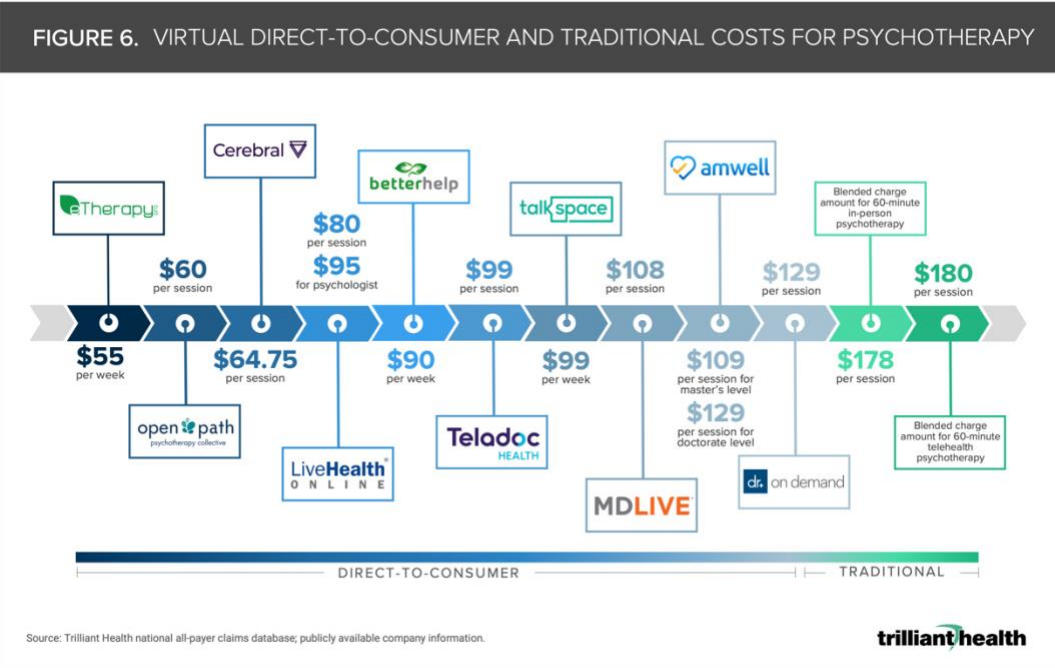 FIGURE 6. VIRTUAL DIRECT-TO-CONSUMER AND TRADITIONAL COSTS FOR PSYCHOTHERAPY
eTherapy
$55
per week
$60
per session
open path
psychotherapy collective
Cerebral
$64.75
per session
$80
per session
$95
for psychologist
LiveHealth
ONLINE
betterhelp
$90
per week
$99
per session
Teladoc
HEALTH
talkspace
$99
per week
$108
per session
MDLIVE
amwell
$109
per session for
master's level
$129
per session for
doctorate level
$129
per session
dr. on demand
Blended charge
amount for 60-minute
in-person
psychotherapy
$178
per session
$180
per session
Blended charge
amount for 60-minute
telehealth
psychotherapy
DIRECT-TO-CONSUMER
TRADITIONAL
Source: Trilliant Health national all-payer claims database; publicly available company information.
trilliant health